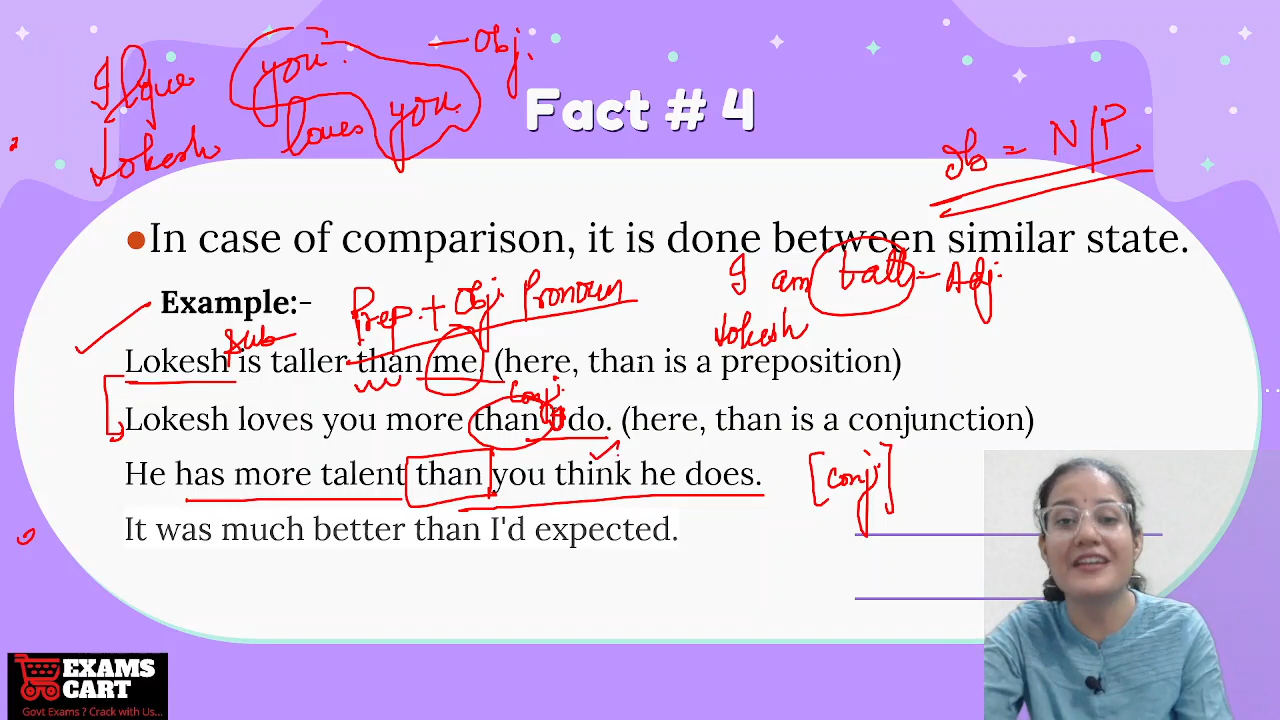 I love you. — Obj.
Lokesh loves you.
Fact # 4
Ob = N/P
●In case of comparison, it is done between similar state.
I am tall = Adj.
Lokesh
Example:-
Prep. + Obj. Pronoun
Sub
Lokesh is taller than me. (here, than is a preposition)
Conj.
Lokesh loves you more than I do. (here, than is a conjunction)
He has more talent than you think he does. [conj.]
It was much better than I'd expected.
EXAMS
CART
Govt Exams ? Crack with Us...